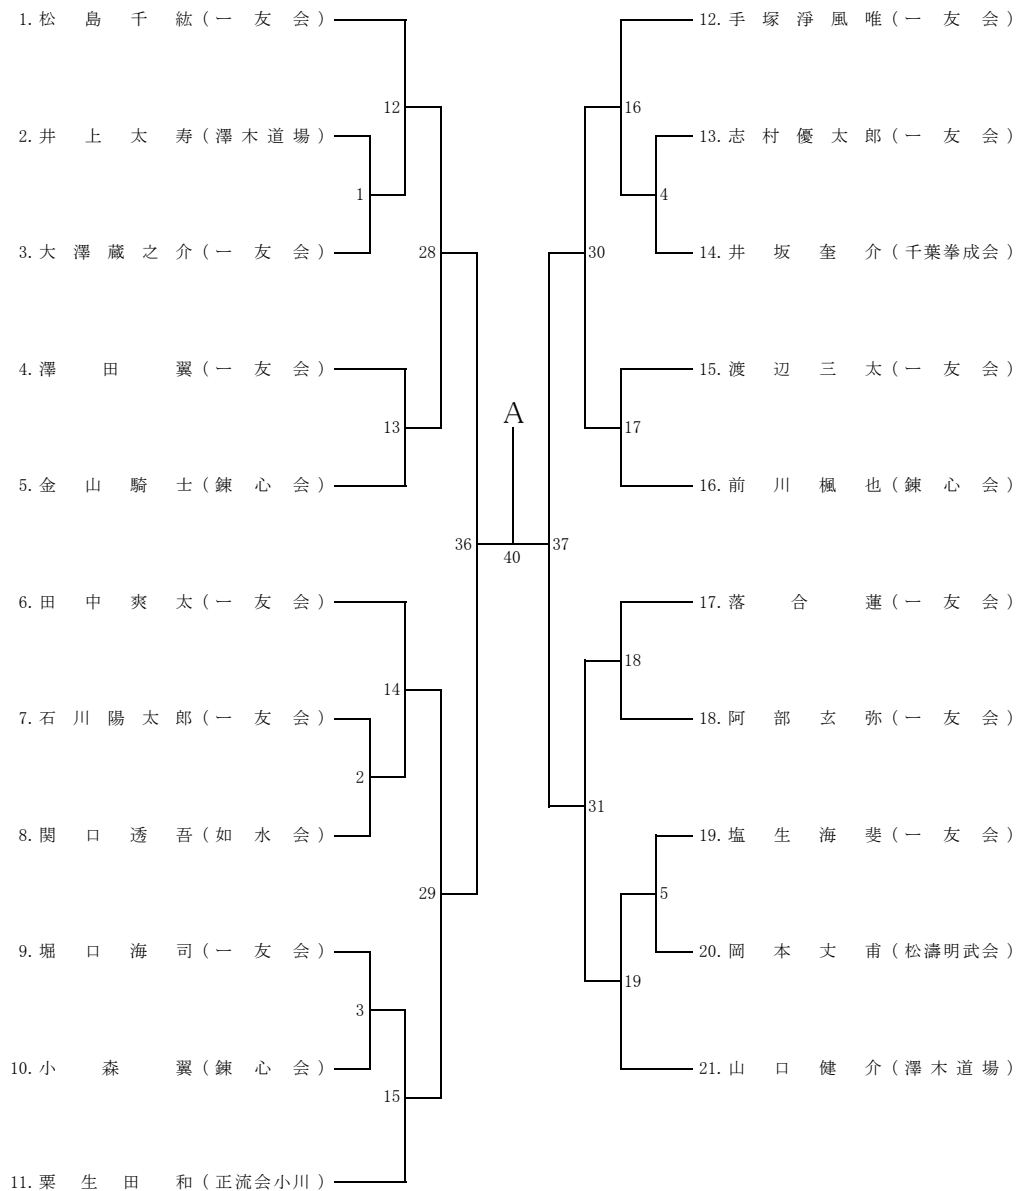 1. 松島千紘(一友会)
12
2. 井上太寿(澤木道場)
1
3. 大澤蔵之介(一友会)
28
4. 澤田翼(一友会)
13
5. 金山騎士(錬心会)
36
6. 田中爽太(一友会)
14
7. 石川陽太郎(一友会)
2
8. 関口透吾(如水会)
29
9. 堀口海司(一友会)
3
10. 小森翼(錬心会)
15
11. 粟生田和(正流会小川)
A
40
12. 手塚淨風唯(一友会)
16
13. 志村優太郎(一友会)
4
14. 井坂奎介(千葉拳成会)
30
15. 渡辺三太(一友会)
17
16. 前川楓也(錬心会)
37
17. 落合蓮(一友会)
18
18. 阿部玄弥(一友会)
31
19. 塩生海斐(一友会)
5
20. 岡本丈甫(松濤明武会)
19
21. 山口健介(澤木道場)